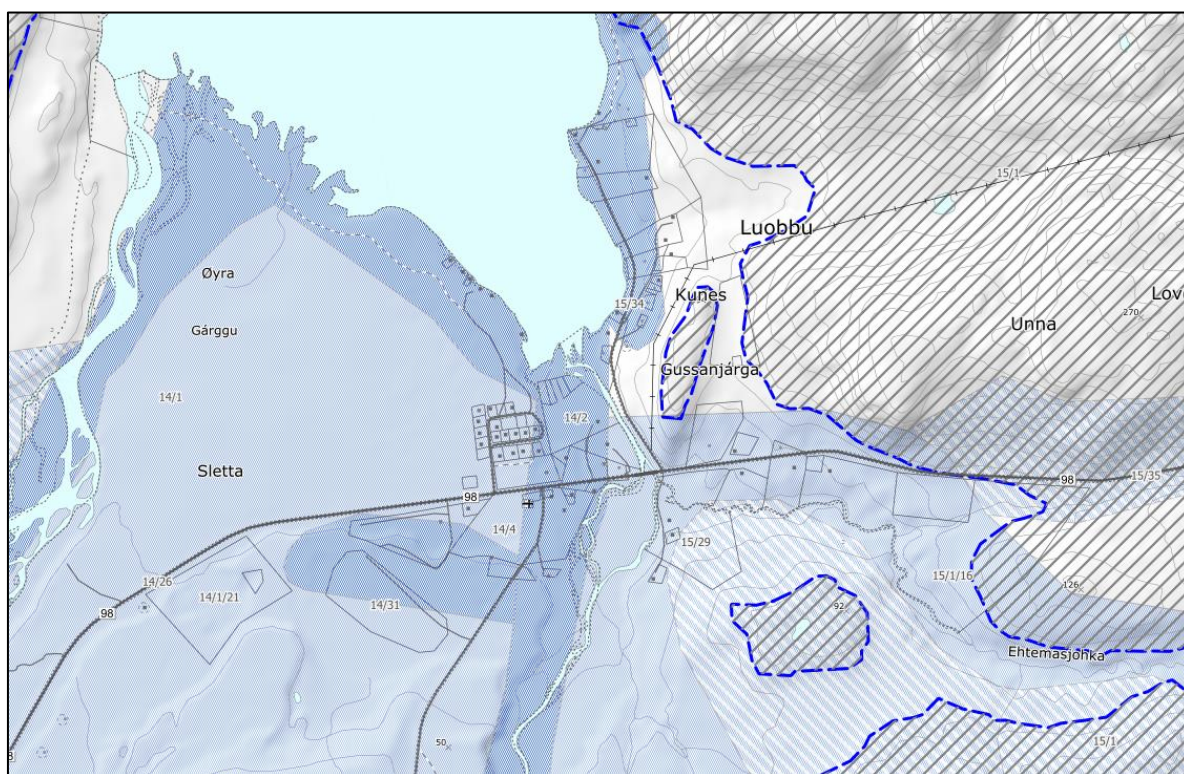 15/1
Luobbu
Øyra
Kunes
15/34
Love
270
Gárggu
Unna
Gussanjárga
14/1
14/2
Sletta
98
98
15/35
14/4
15/29
14/26
14/1/21
14/31
15/1/16
126
98
92
Ehtemasjohka
50
15/1